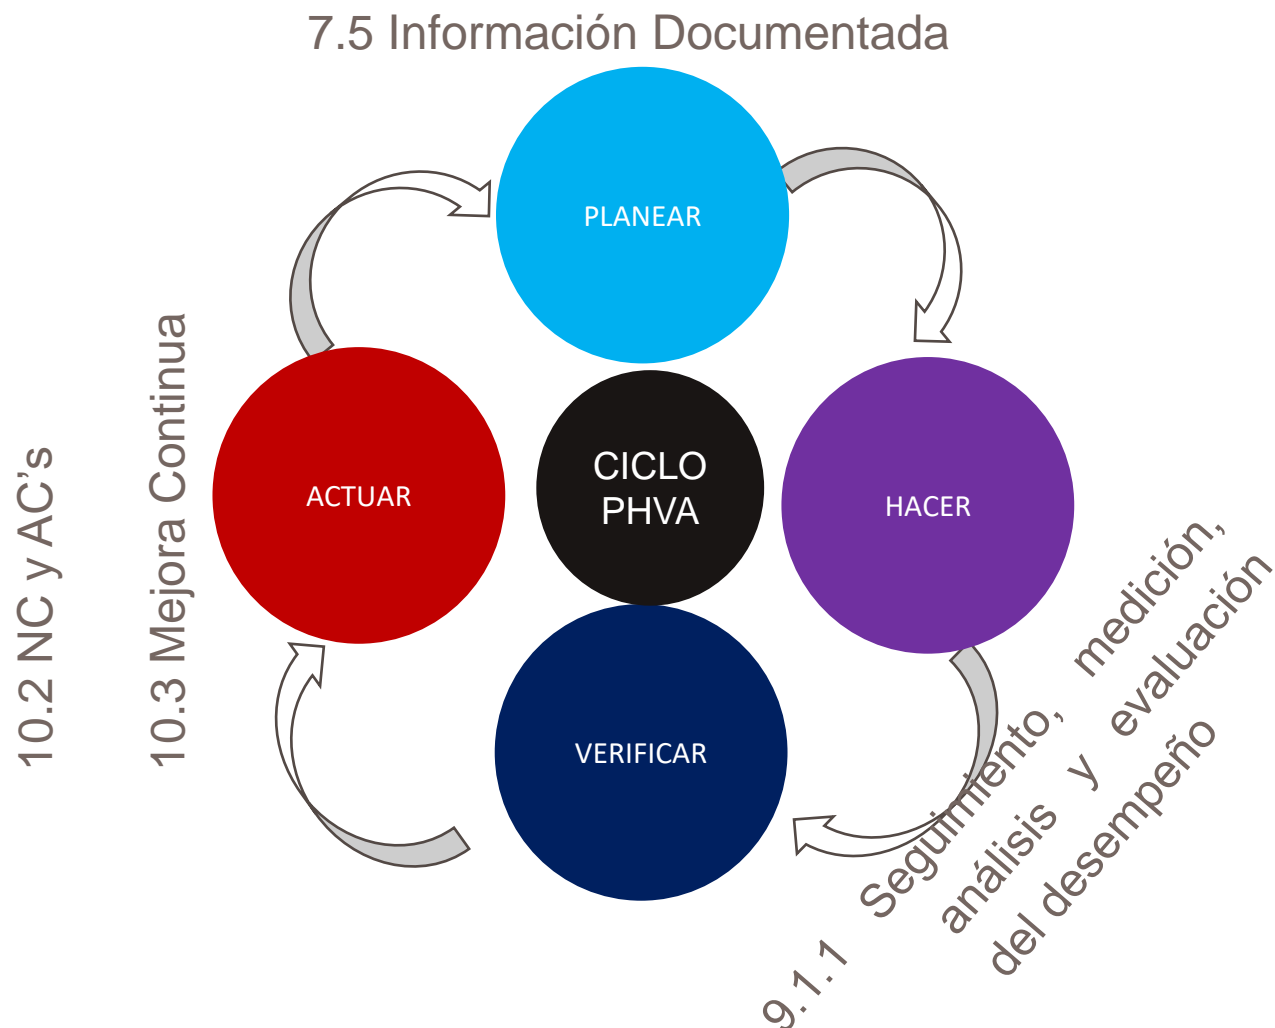 7.5 Información Documentada
PLANEAR
10.2 NC y AC’s
10.3 Mejora Continua
ACTUAR
CICLO
PHVA
HACER
VERIFICAR
9.1.1 Seguimiento, medición,
análisis y evaluación
del desempeño